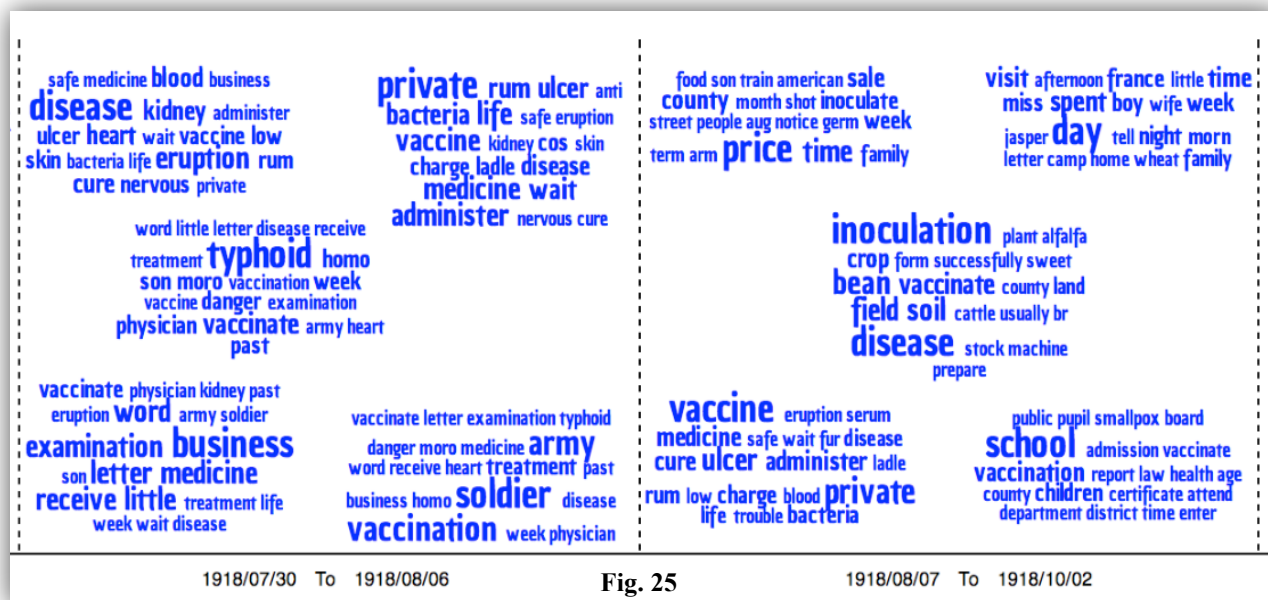 safe medicine blood business
disease kidney administer
ulcer heart wait vaccine low
skin bacteria life eruption rum
cure nervous private
private rum ulcer anti
bacteria life safe eruption
vaccine kidney cos skin
charge ladle disease
medicine wait
administer nervous cure
word little letter disease receive
treatment typhoid homo
son moro vaccination week
vaccine danger examination
physician vaccinate army heart
past
vaccinate physician kidney past
eruption word army soldier
examination business
son letter medicine
receive little treatment life
week wait disease
vaccinate letter examination typhoid
danger moro medicine army
word receive heart treatment past
business homo soldier disease
vaccination week physician
food son train american sale
county month shot inoculate
street people aug notice germ week
term arm price time family
visit afternoon france little time
miss spent boy wife week
jasper day tell night morn
letter camp home wheat family
inoculation plant alfalfa
crop form successfully sweet
bean vaccinate county land
field soil cattle usually br
disease stock machine
prepare
vaccine eruption serum
medicine safe wait fur disease
cure ulcer administer ladle
rum low charge blood private
life trouble bacteria
public pupil smallpox board
school admission vaccinate
vaccination report law health age
county children certificate attend
department district time enter
1918/07/30 To 1918/08/06
Fig. 25
1918/08/07 To 1918/10/02